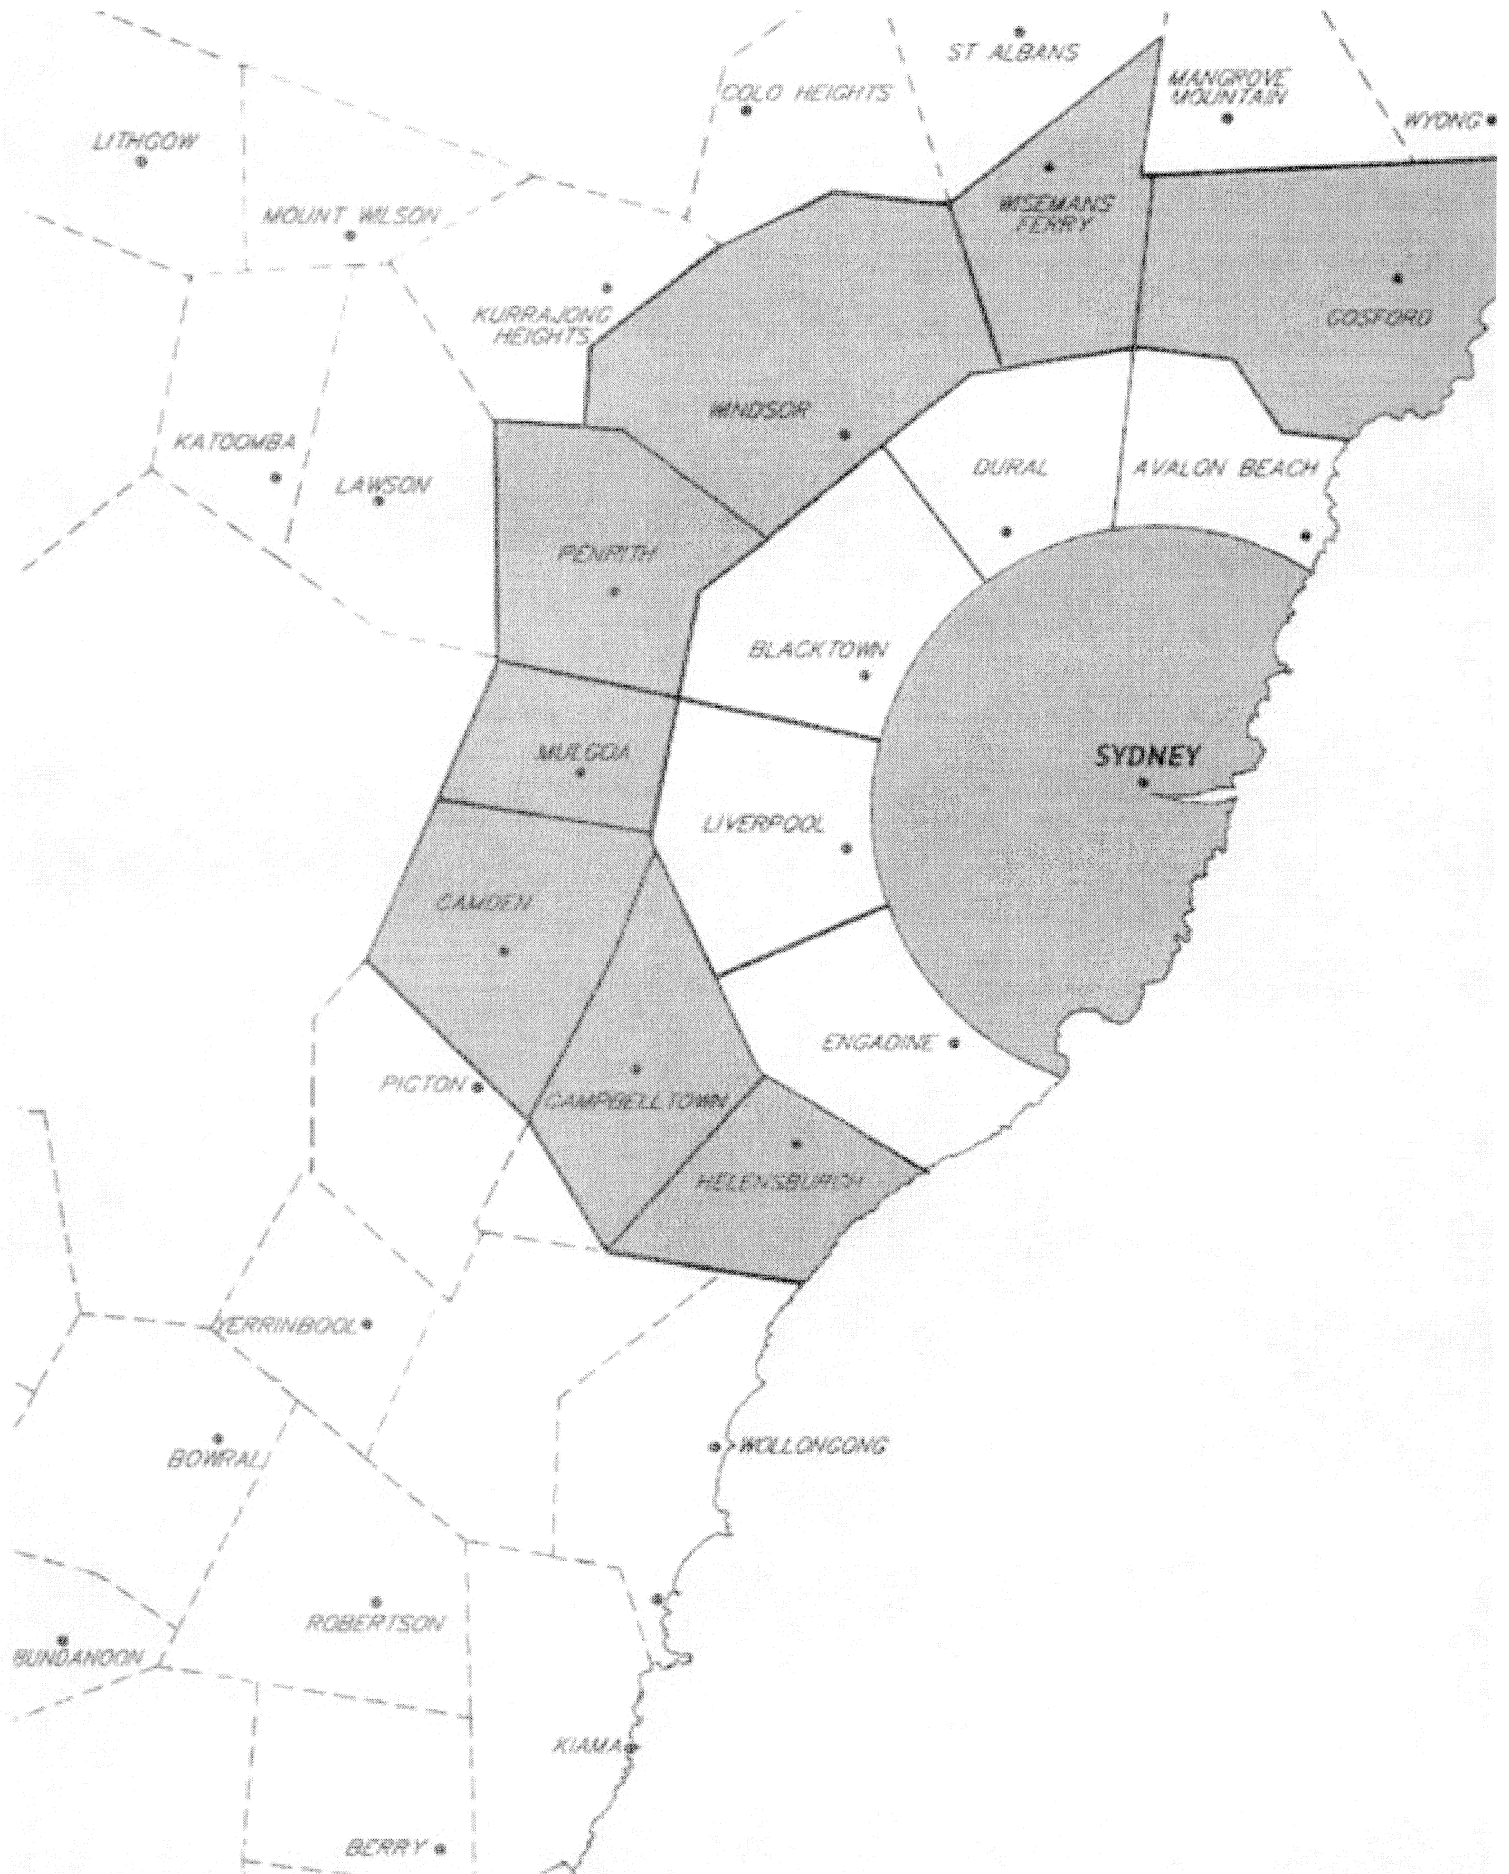 ST ALBANS
COLO HEIGHTS
MANGROVE
MOUNTAIN
WYONG
LITHGOW
MOUNT WILSON
WISEMANS
FERRY
KURRAJONG
HEIGHTS
GOSFORD
WINDSOR
KATOOMBA
LAWSON
DURAL
AVALON BEACH
PENRITH
BLACKTOWN
MULGOA
SYDNEY
LIVERPOOL
CAMDEN
ENGADINE
PICTON
CAMPBELLTOWN
HELENSBURGH
YERRINBOOL
BOWRAL
WOLLONGONG
ROBERTSON
BUNDANOON
KIAMA
BERRY